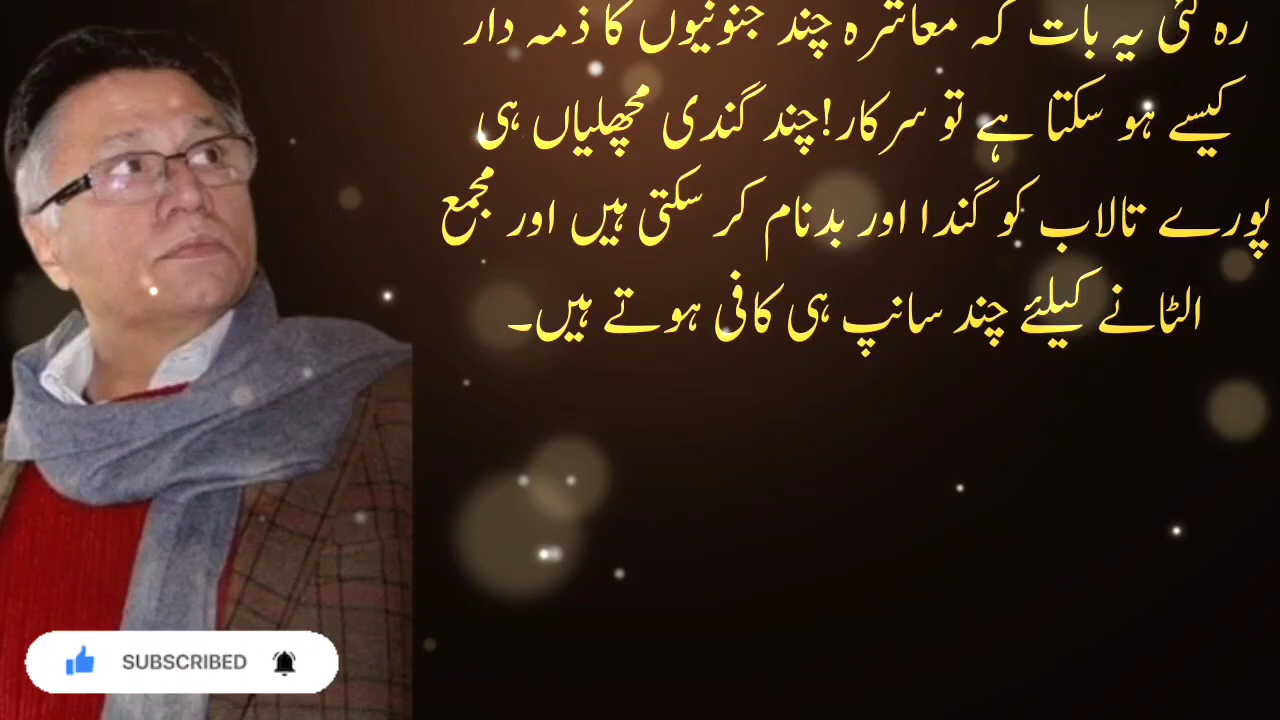 رہ گئی یہ بات کہ معاشرہ چند جنونیوں کا ذمہ دار
کیسے ہو سکتا ہے تو سرکار!چند گندی مچھلیاں ہی
پورے تالاب کو گندا اور بدنام کر سکتی ہیں اور مجمع
الٹانے کیلئے چند سانپ ہی کافی ہوتے ہیں۔
SUBSCRIBED